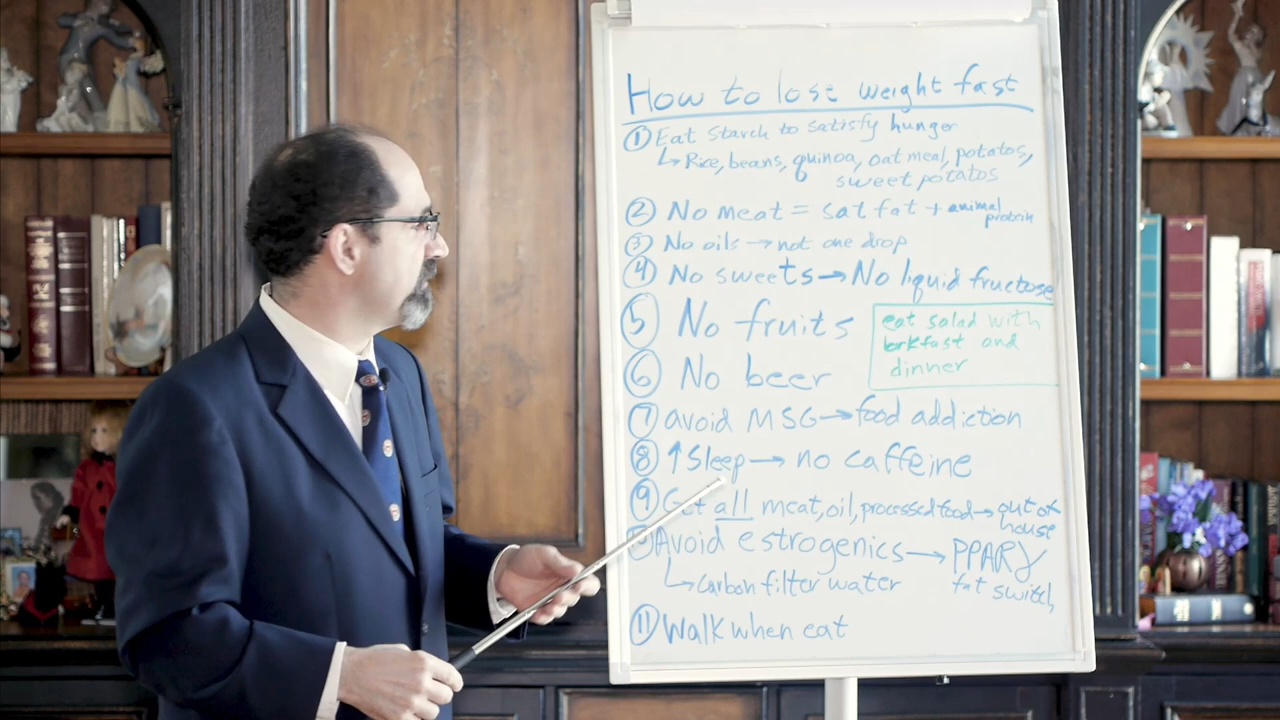 How to lose weight fast
① Eat starch to satisfy hunger
↳ Rice, beans, quinoa, oatmeal, potatos,
sweet potatos
② No meat = sat fat + animal
protein
③ No oils → not one drop
④ No sweets → No liquid fructose
⑤ No fruits
⑥ No beer
eat salad with
brkfast and
dinner
⑦ avoid MSG → food addiction
⑧ ↑ Sleep → no caffeine
⑨ Get all meat, oil, processed food → out of
house
Avoid estrogenics → PPARγ
↳ Carbon filter water
fat switch,
⑪ Walk when eat